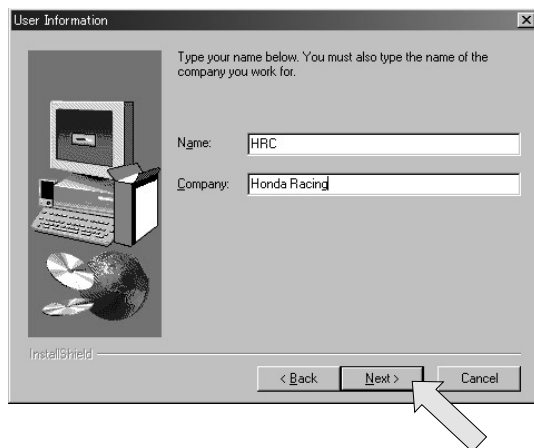 User Information
Type your name below. You must also type the name of the
company you work for.
Name: HRC
Company: Honda Racing
InstallShield
< Back Next > Cancel